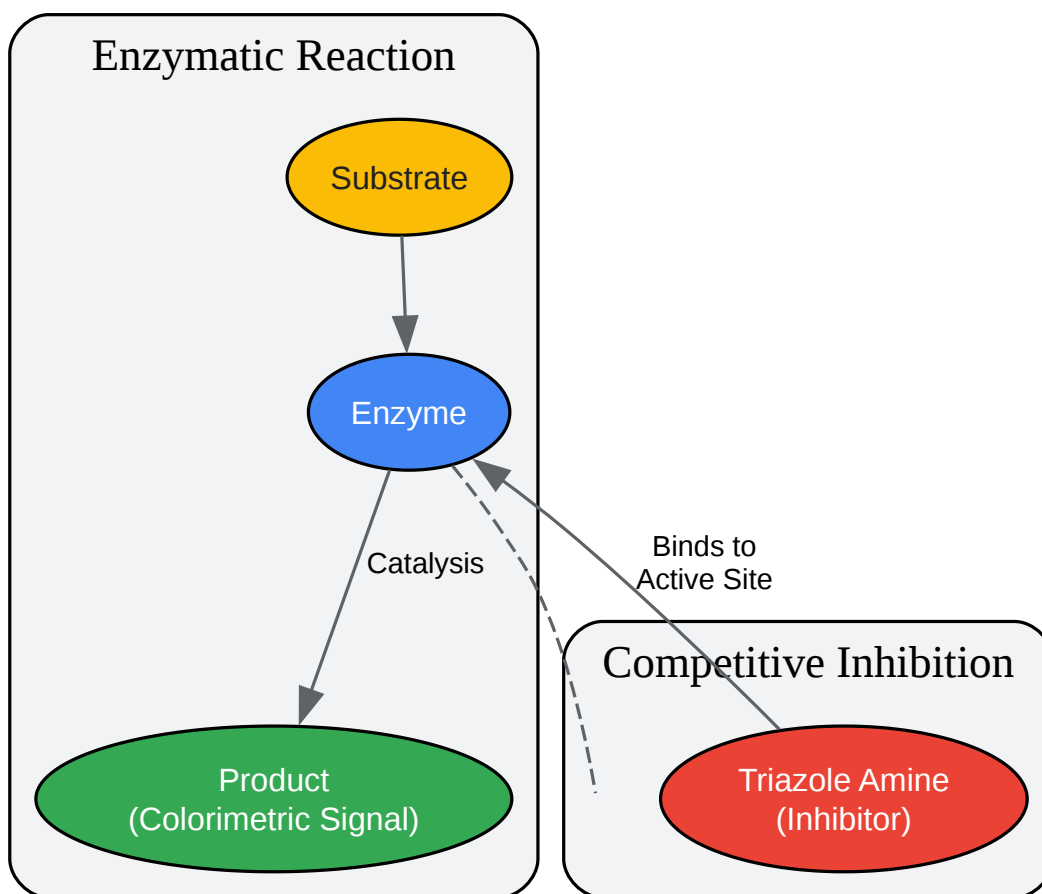 Enzymatic Reaction
Substrate
Enzyme
Catalysis
Binds to
Active Site
Competitive Inhibition
Product
(Colorimetric Signal)
Triazole Amine
(Inhibitor)